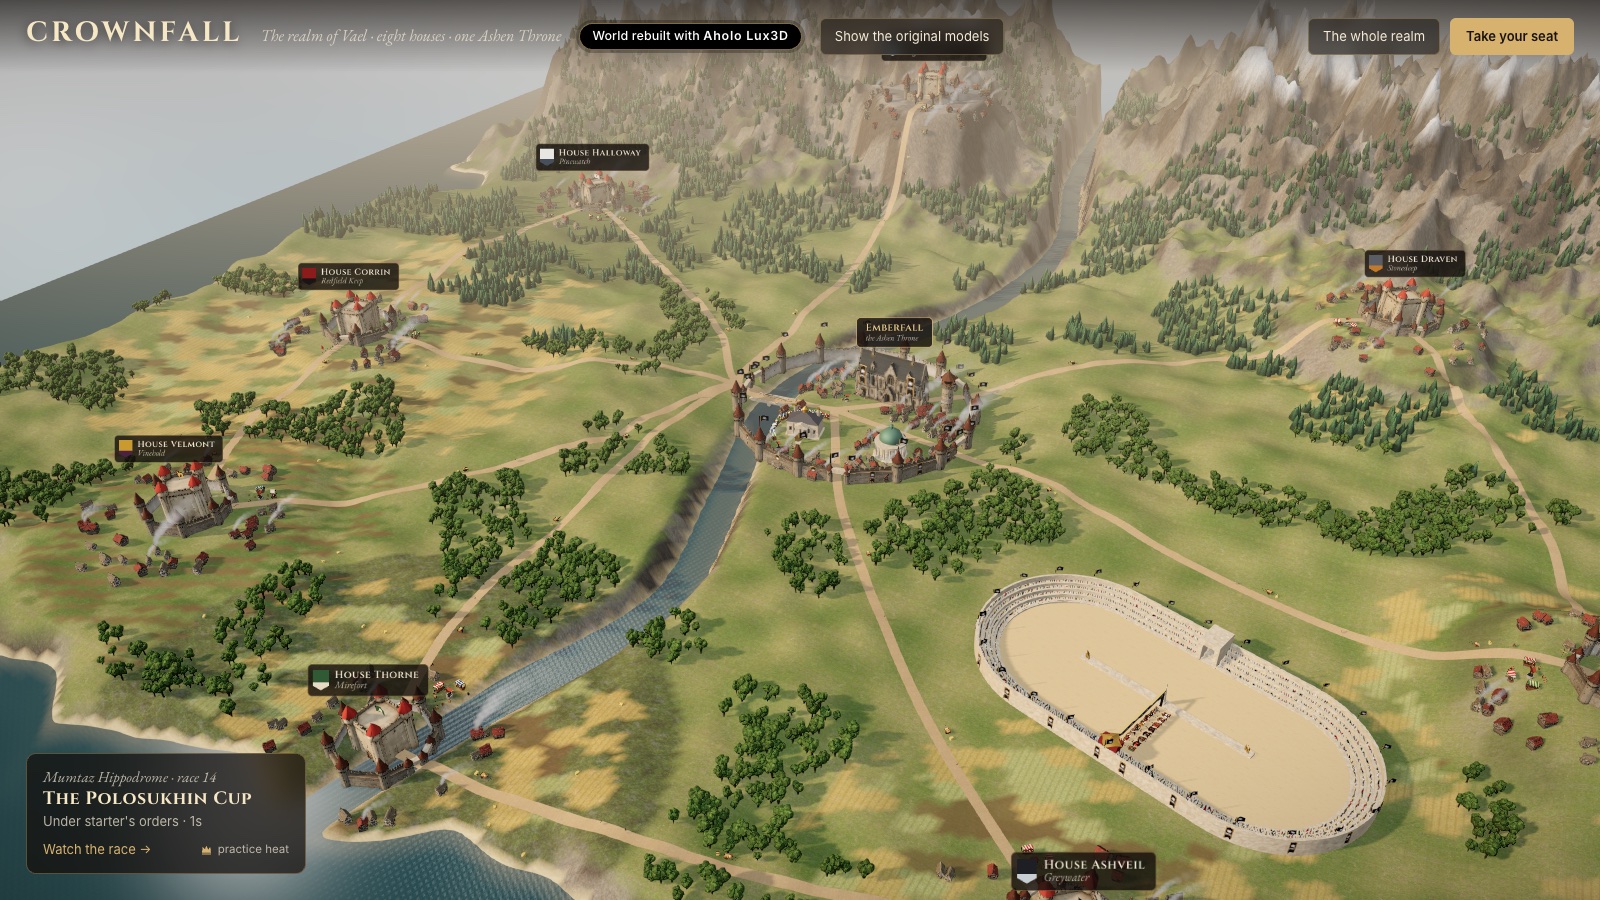 CROWNFALL
The realm of Vael · eight houses · one Ashen Throne
World rebuilt with Aholo Lux3D
Show the original models
The whole realm
Take your seat
House Halloway
Pinewatch
House Corrin
Redfield Keep
House Draven
Emberfall
the Ashen Throne
House Velmont
Vinehold
House Thorne
Mirefort
Mumtaz Hippodrome · race 14
The Polosukhin Cup
Under starter's orders · 1s
Watch the race →
practice heat
House Ashveil
Greywater